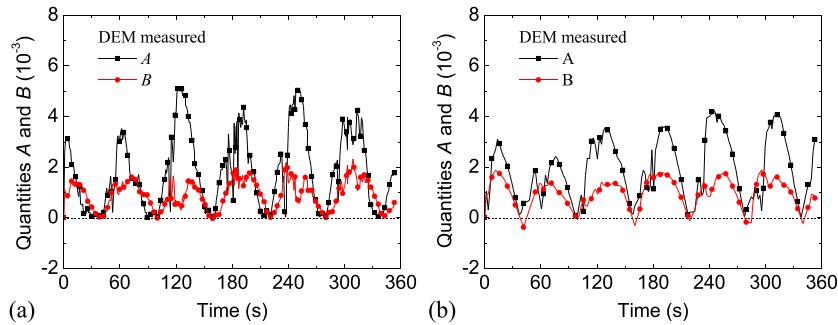 DEM measured
A
B
Quantities A and B (10⁻³)
8
6
4
2
0
-2
0 60 120 180 240 300 360
Time (s)
(a)
DEM measured
A
B
Quantities A and B (10⁻³)
8
6
4
2
0
-2
0 60 120 180 240 300 360
Time (s)
(b)